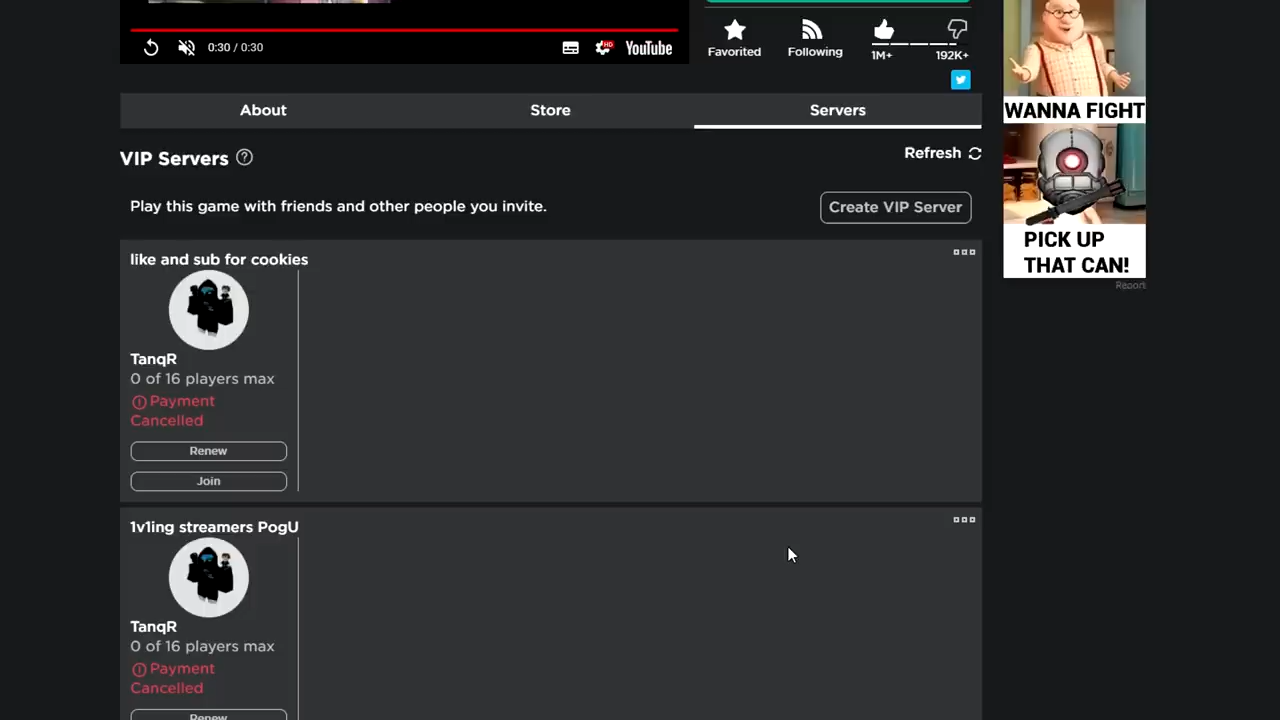 0:30 / 0:30
HD
YouTube
Favorited
Following
1M+
192K+
About
Store
Servers
VIP Servers
Refresh
Play this game with friends and other people you invite.
Create VIP Server
like and sub for cookies
TanqR
0 of 16 players max
Payment
Cancelled
Renew
Join
1v1ing streamers PogU
TanqR
0 of 16 players max
Payment
Cancelled
Renew
WANNA FIGHT
PICK UP
THAT CAN!
Report